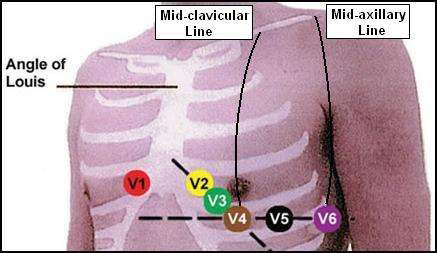 Mid-clavicular
Line
Mid-axillary
Line
Angle of
Louis
V1
V2
V3
V4
V5
V6